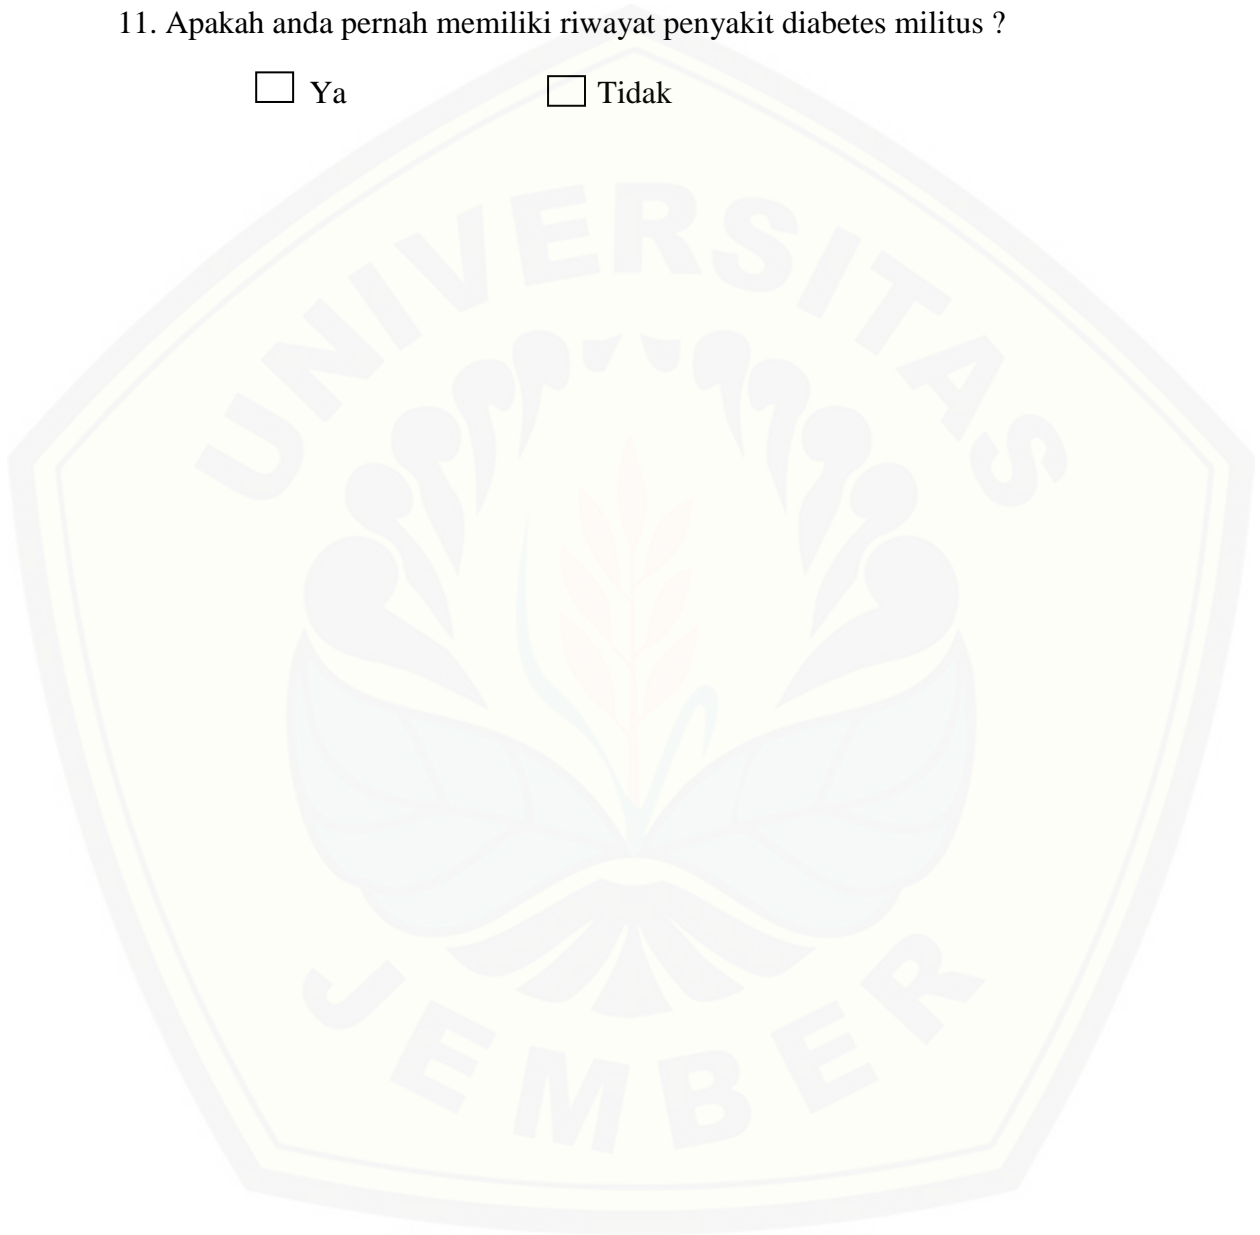 11. Apakah anda pernah memiliki riwayat penyakit diabetes militus ?
Ya Tidak
UNIVERSITAS
JEMBER